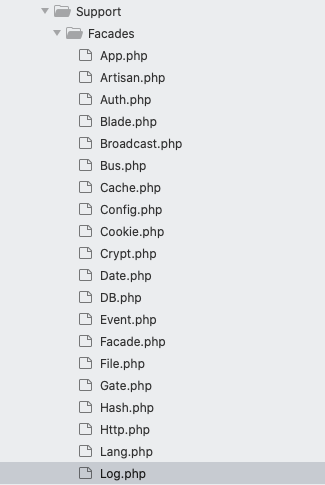 Support
Facades
App.php
Artisan.php
Auth.php
Blade.php
Broadcast.php
Bus.php
Cache.php
Config.php
Cookie.php
Crypt.php
Date.php
DB.php
Event.php
Facade.php
File.php
Gate.php
Hash.php
Http.php
Lang.php
Log.php